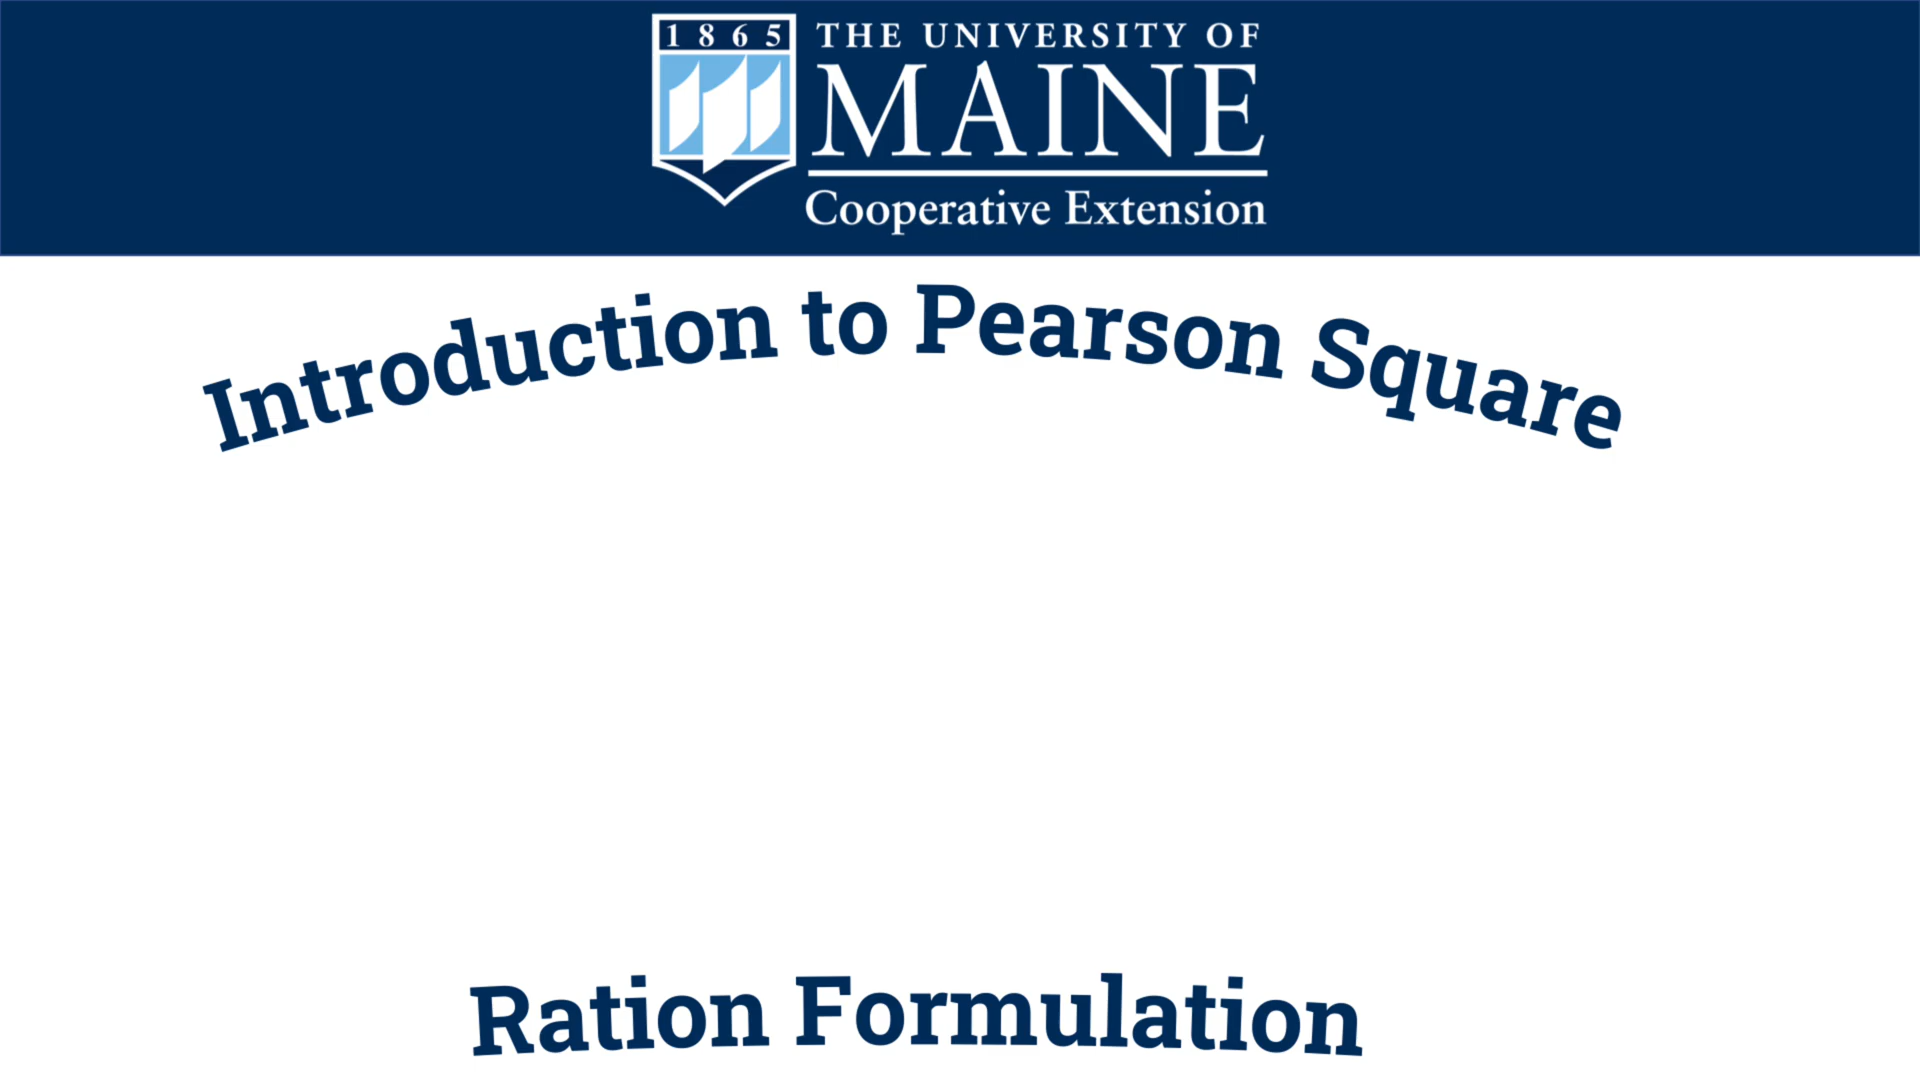 1865
THE UNIVERSITY OF
MAINE
Cooperative Extension
Introduction to Pearson Square
Ration Formulation